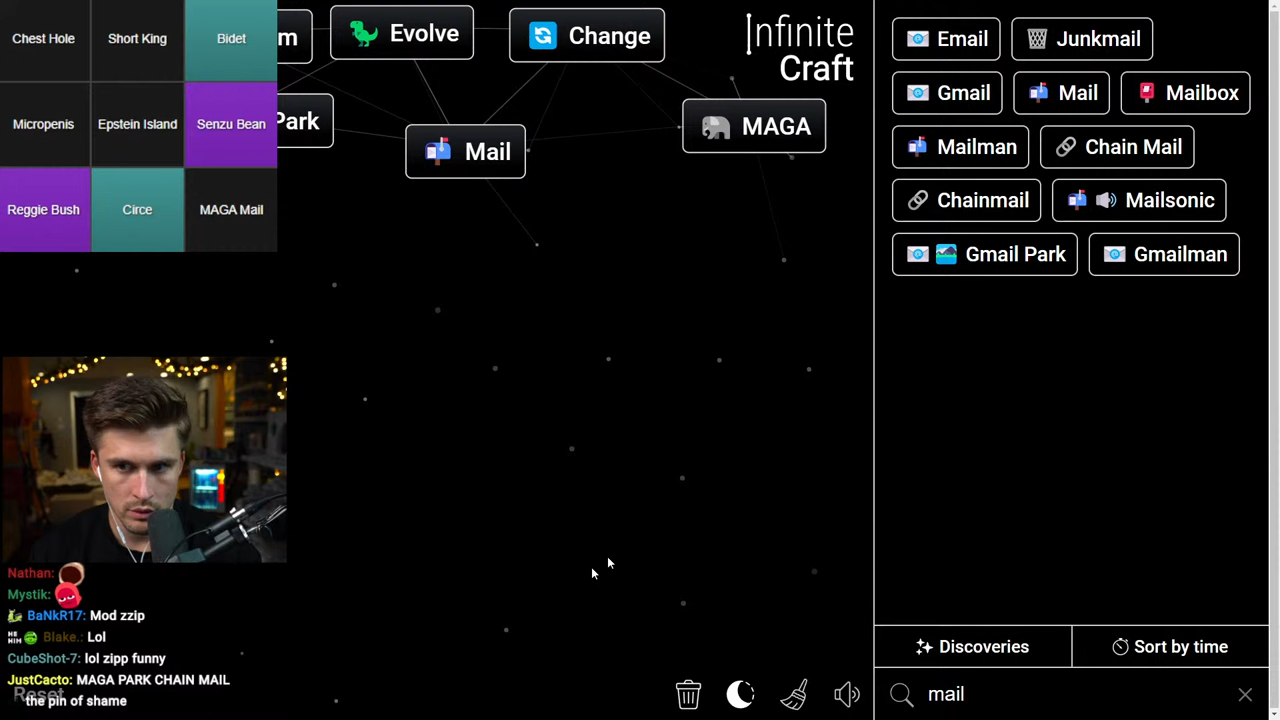 Chest Hole Short King Bidet
m Evolve Change Infinite
Craft
Micropenis Epstein Island Senzu Bean
Park Mail MAGA
Reggie Bush Circe MAGA Mail
Email Junkmail
Gmail Mail Mailbox
Mailman Chain Mail
Chainmail Mailsonic
Gmail Park Gmailman
Nathan:
Mystik:
BaNkR17: Mod zzip
HE HIM Blake.: Lol
CubeShot-7: lol zipp funny
JustCacto: MAGA PARK CHAIN MAIL
the pin of shame
Reset
Discoveries Sort by time
mail